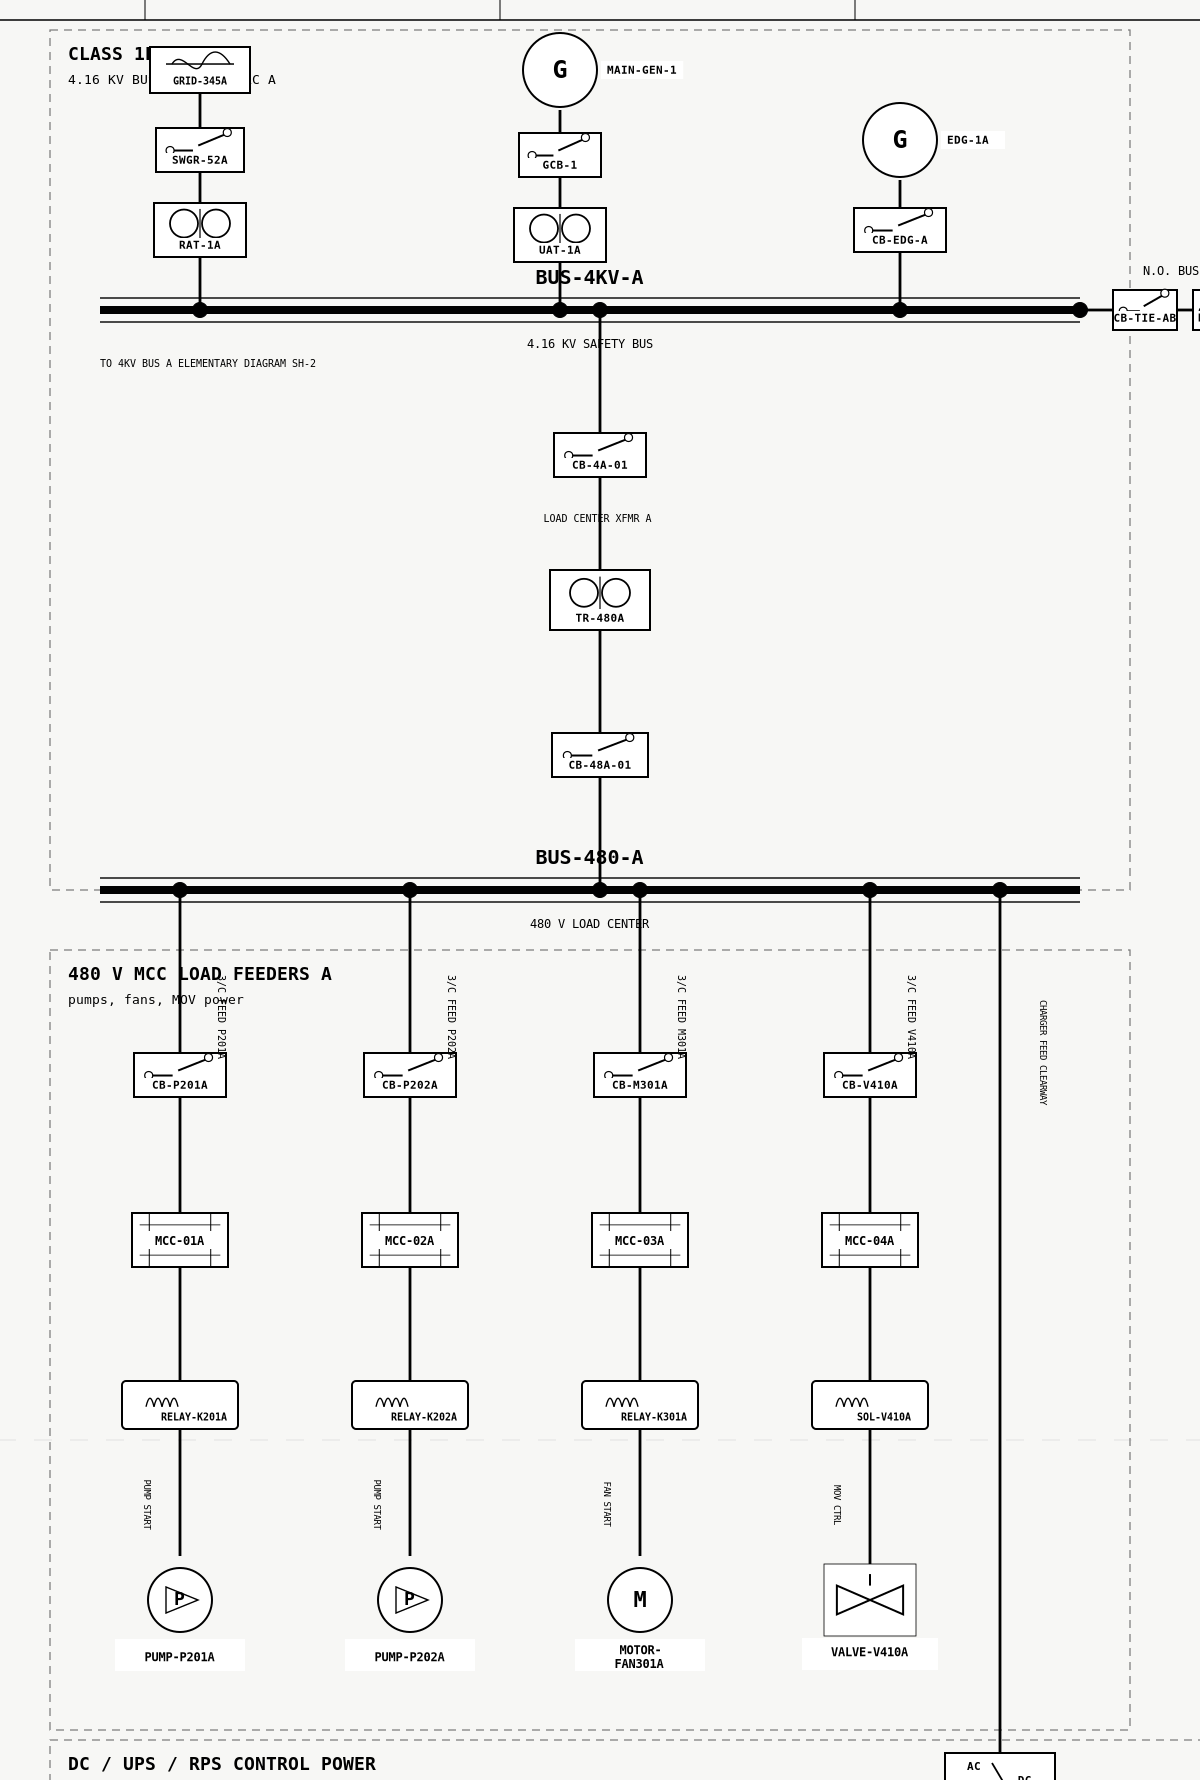 CLASS 1
GRID-345A
4.16 KV BU
C A
G
MAIN-GEN-1
G
EDG-1A
SWGR-52A
GCB-1
RAT-1A
UAT-1A
CB-EDG-A
BUS-4KV-A
N.O. BUS
CB-TIE-AB
4.16 KV SAFETY BUS
TO 4KV BUS A ELEMENTARY DIAGRAM SH-2
CB-4A-01
LOAD CENTER XFMR A
TR-480A
CB-48A-01
BUS-480-A
480 V LOAD CENTER
480 V MCC LOAD FEEDERS A
pumps, fans, MOV power
3/C FEED P201A
3/C FEED P202A
3/C FEED M301A
3/C FEED V410A
CHARGER FEED CLEARWAY
CB-P201A
CB-P202A
CB-M301A
CB-V410A
MCC-01A
MCC-02A
MCC-03A
MCC-04A
RELAY-K201A
RELAY-K202A
RELAY-K301A
SOL-V410A
PUMP START
PUMP START
FAN START
MOV CTRL
P
P
M
PUMP-P201A
PUMP-P202A
MOTOR-
FAN301A
VALVE-V410A
DC / UPS / RPS CONTROL POWER
AC
DC